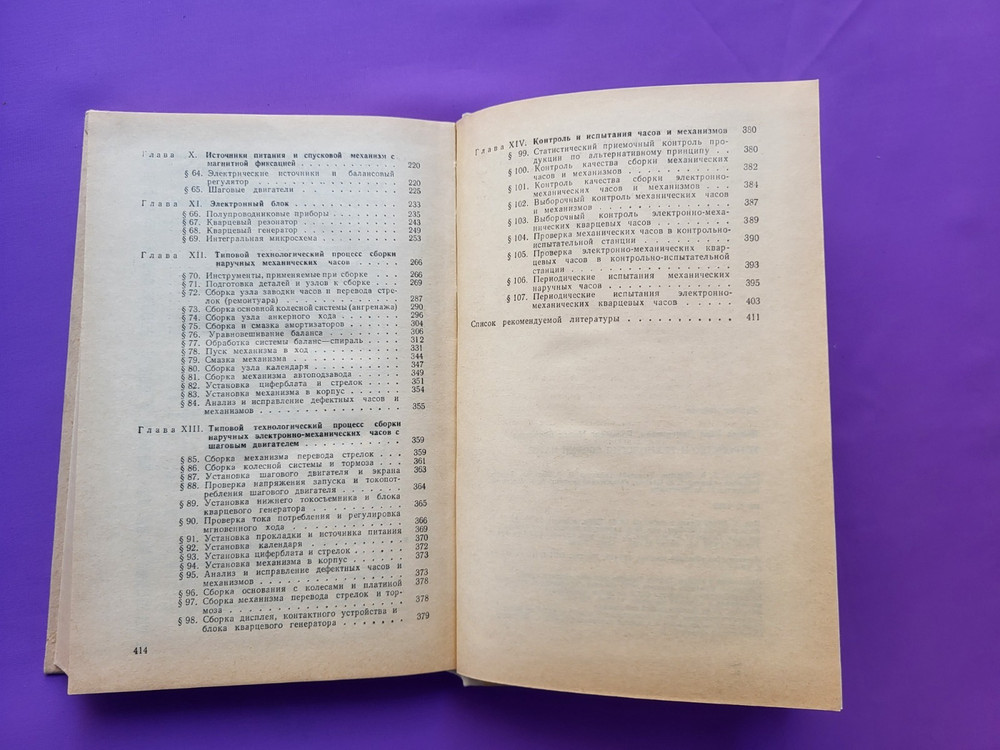 Глава X. Источники питания и спусковой механизм с
магнитной фиксацией . . . . . . . . . . . 220
§ 64. Электрические источники и балансовый
регулятор . . . . . . . . . . . . . . 220
§ 65. Шаговые двигатели . . . . . . . . . 225
Глава XI. Электронный блок . . . . . . . . . . 233
§ 66. Полупроводниковые приборы . . . . . . 235
§ 67. Кварцевый резонатор . . . . . . . . 243
§ 68. Кварцевый генератор . . . . . . . . 249
§ 69. Интегральная микросхема . . . . . . . 253
Глава XII. Типовой технологический процесс сборки
наручных механических часов . . . . . 266
§ 70. Инструменты, применяемые при сборке . . 266
§ 71. Подготовка деталей и узлов к сборке . . . 269
§ 72. Сборка узла заводки часов и перевода стре-
лок (ремонтуара) . . . . . . . . . . 287
§ 73. Сборка основной колесной системы (ангренажа) 290
§ 74. Сборка узла анкерного хода . . . . . . 296
§ 75. Сборка и смазка амортизаторов . . . . . 304
§ 76. Уравновешивание баланса . . . . . . . 306
§ 77. Обработка системы баланс—спираль . . . 312
§ 78. Пуск механизма в ход . . . . . . . . 331
§ 79. Смазка механизма . . . . . . . . . . 344
§ 80. Сборка узла календаря . . . . . . . . 347
§ 81. Сборка механизма автоподзавода . . . . 349
§ 82. Установка циферблата и стрелок . . . . 351
§ 83. Установка механизма в корпус . . . . . 354
§ 84. Анализ и исправление дефектных часов и
механизмов . . . . . . . . . . . . . 355
Глава XIII. Типовой технологический процесс сборки
наручных электронно-механических часов с
шаговым двигателем . . . . . . . . . . 359
§ 85. Сборка механизма перевода стрелок . . . 359
§ 86. Сборка колесной системы и тормоза . . . 361
§ 87. Установка шагового двигателя и экрана 363
§ 88. Проверка напряжения запуска и токопот-
ребления шагового двигателя . . . . . . . 364
§ 89. Установка нижнего токосъемника и блока
кварцевого генератора . . . . . . . . 365
§ 90. Проверка тока потребления и регулировка
мгновенного хода . . . . . . . . . . 366
§ 91. Установка прокладки и источника питания 369
§ 92. Установка календаря . . . . . . . . . 370
§ 93. Установка циферблата и стрелок . . . . . 372
§ 94. Установка механизма в корпус . . . . . 373
§ 95. Анализ и исправление дефектных часов и
механизмов . . . . . . . . . . . . . 373
§ 96. Сборка основания с колесами и платиной 378
§ 97. Сборка механизма перевода стрелок и тор-
моза . . . . . . . . . . . . . . . . 378
§ 98. Сборка дисплея, контактного устройства и
блока кварцевого генератора . . . . . . . 379
414
Глава XIV. Контроль и испытания часов и механизмов 380
§ 99. Статистический приемочный контроль про-
дукции по альтернативному принципу . . 380
§ 100. Контроль качества сборки механических
часов и механизмов . . . . . . . . . 382
§ 101. Контроль качества сборки электронно-
механических часов и механизмов . . . 384
§ 102. Выборочный контроль механических часов
и механизмов . . . . . . . . . . . . 387
§ 103. Выборочный контроль электронно-меха-
нических кварцевых часов . . . . . . . 389
§ 104. Проверка механических часов в контрольно-
испытательной станции . . . . . . . . 390
§ 105. Проверка электронно-механических квар-
цевых часов в контрольно-испытательной
станции . . . . . . . . . . . . . . 393
§ 106. Периодические испытания механических
наручных часов . . . . . . . . . . . 395
§ 107. Периодические испытания электронно-
механических кварцевых часов . . . . . 403
Список рекомендуемой литературы . . . . . . . . . . . 411